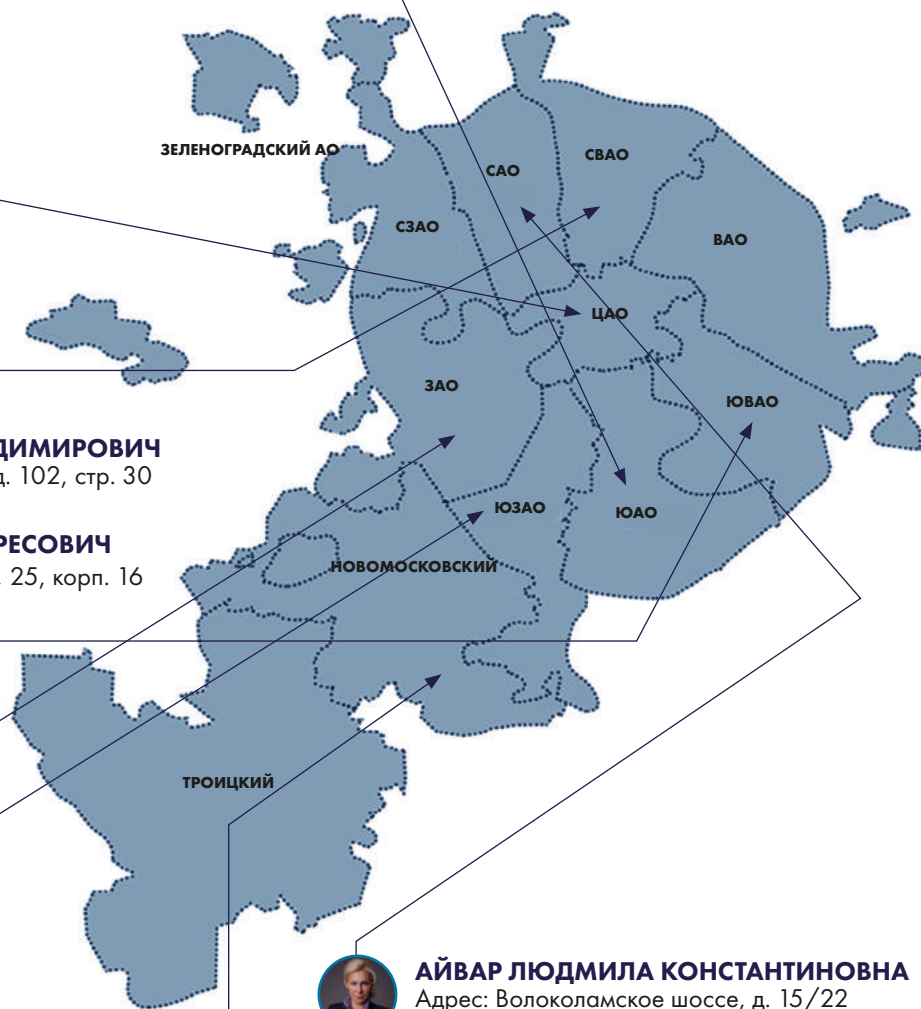 ЗЕЛЕНОГРАДСКИЙ АО
САО
СВАО
СЗАО
ВАО
ЦАО
ЗАО
ЮВАО
ДИМИРОВИЧ
д. 102, стр. 30
ЮЗАО
ЮАО
РЕСОВИЧ
. 25, корп. 16
НОВОМОСКОВСКИЙ
ТРОИЦКИЙ
АЙВАР ЛЮДМИЛА КОНСТАНТИНОВНА
Адрес: Волоколамское шоссе, д. 15/22